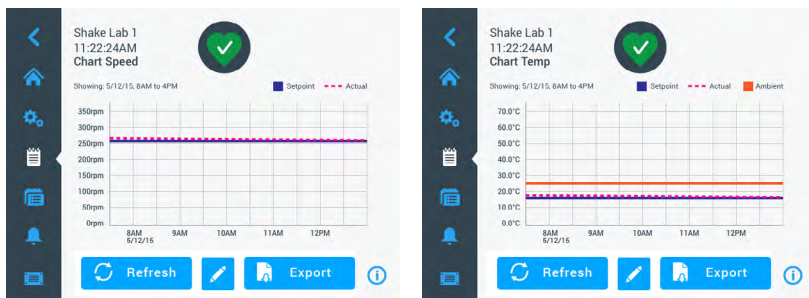 Shake Lab 1
11:22:24AM
Chart Speed
Showing: 5/12/15, 8AM to 4PM
Setpoint
Actual
350rpm
300rpm
250rpm
200rpm
150rpm
100rpm
50rpm
0rpm
8AM 9AM 10AM 11AM 12PM
5/12/15
Refresh
Export
Shake Lab 1
11:22:24AM
Chart Temp
Showing: 5/12/15, 8AM to 4PM
Setpoint
Actual
Ambient
70.0°C
60.0°C
50.0°C
40.0°C
30.0°C
20.0°C
10.0°C
0.0°C
8AM 9AM 10AM 11AM 12PM
5/12/15
Refresh
Export